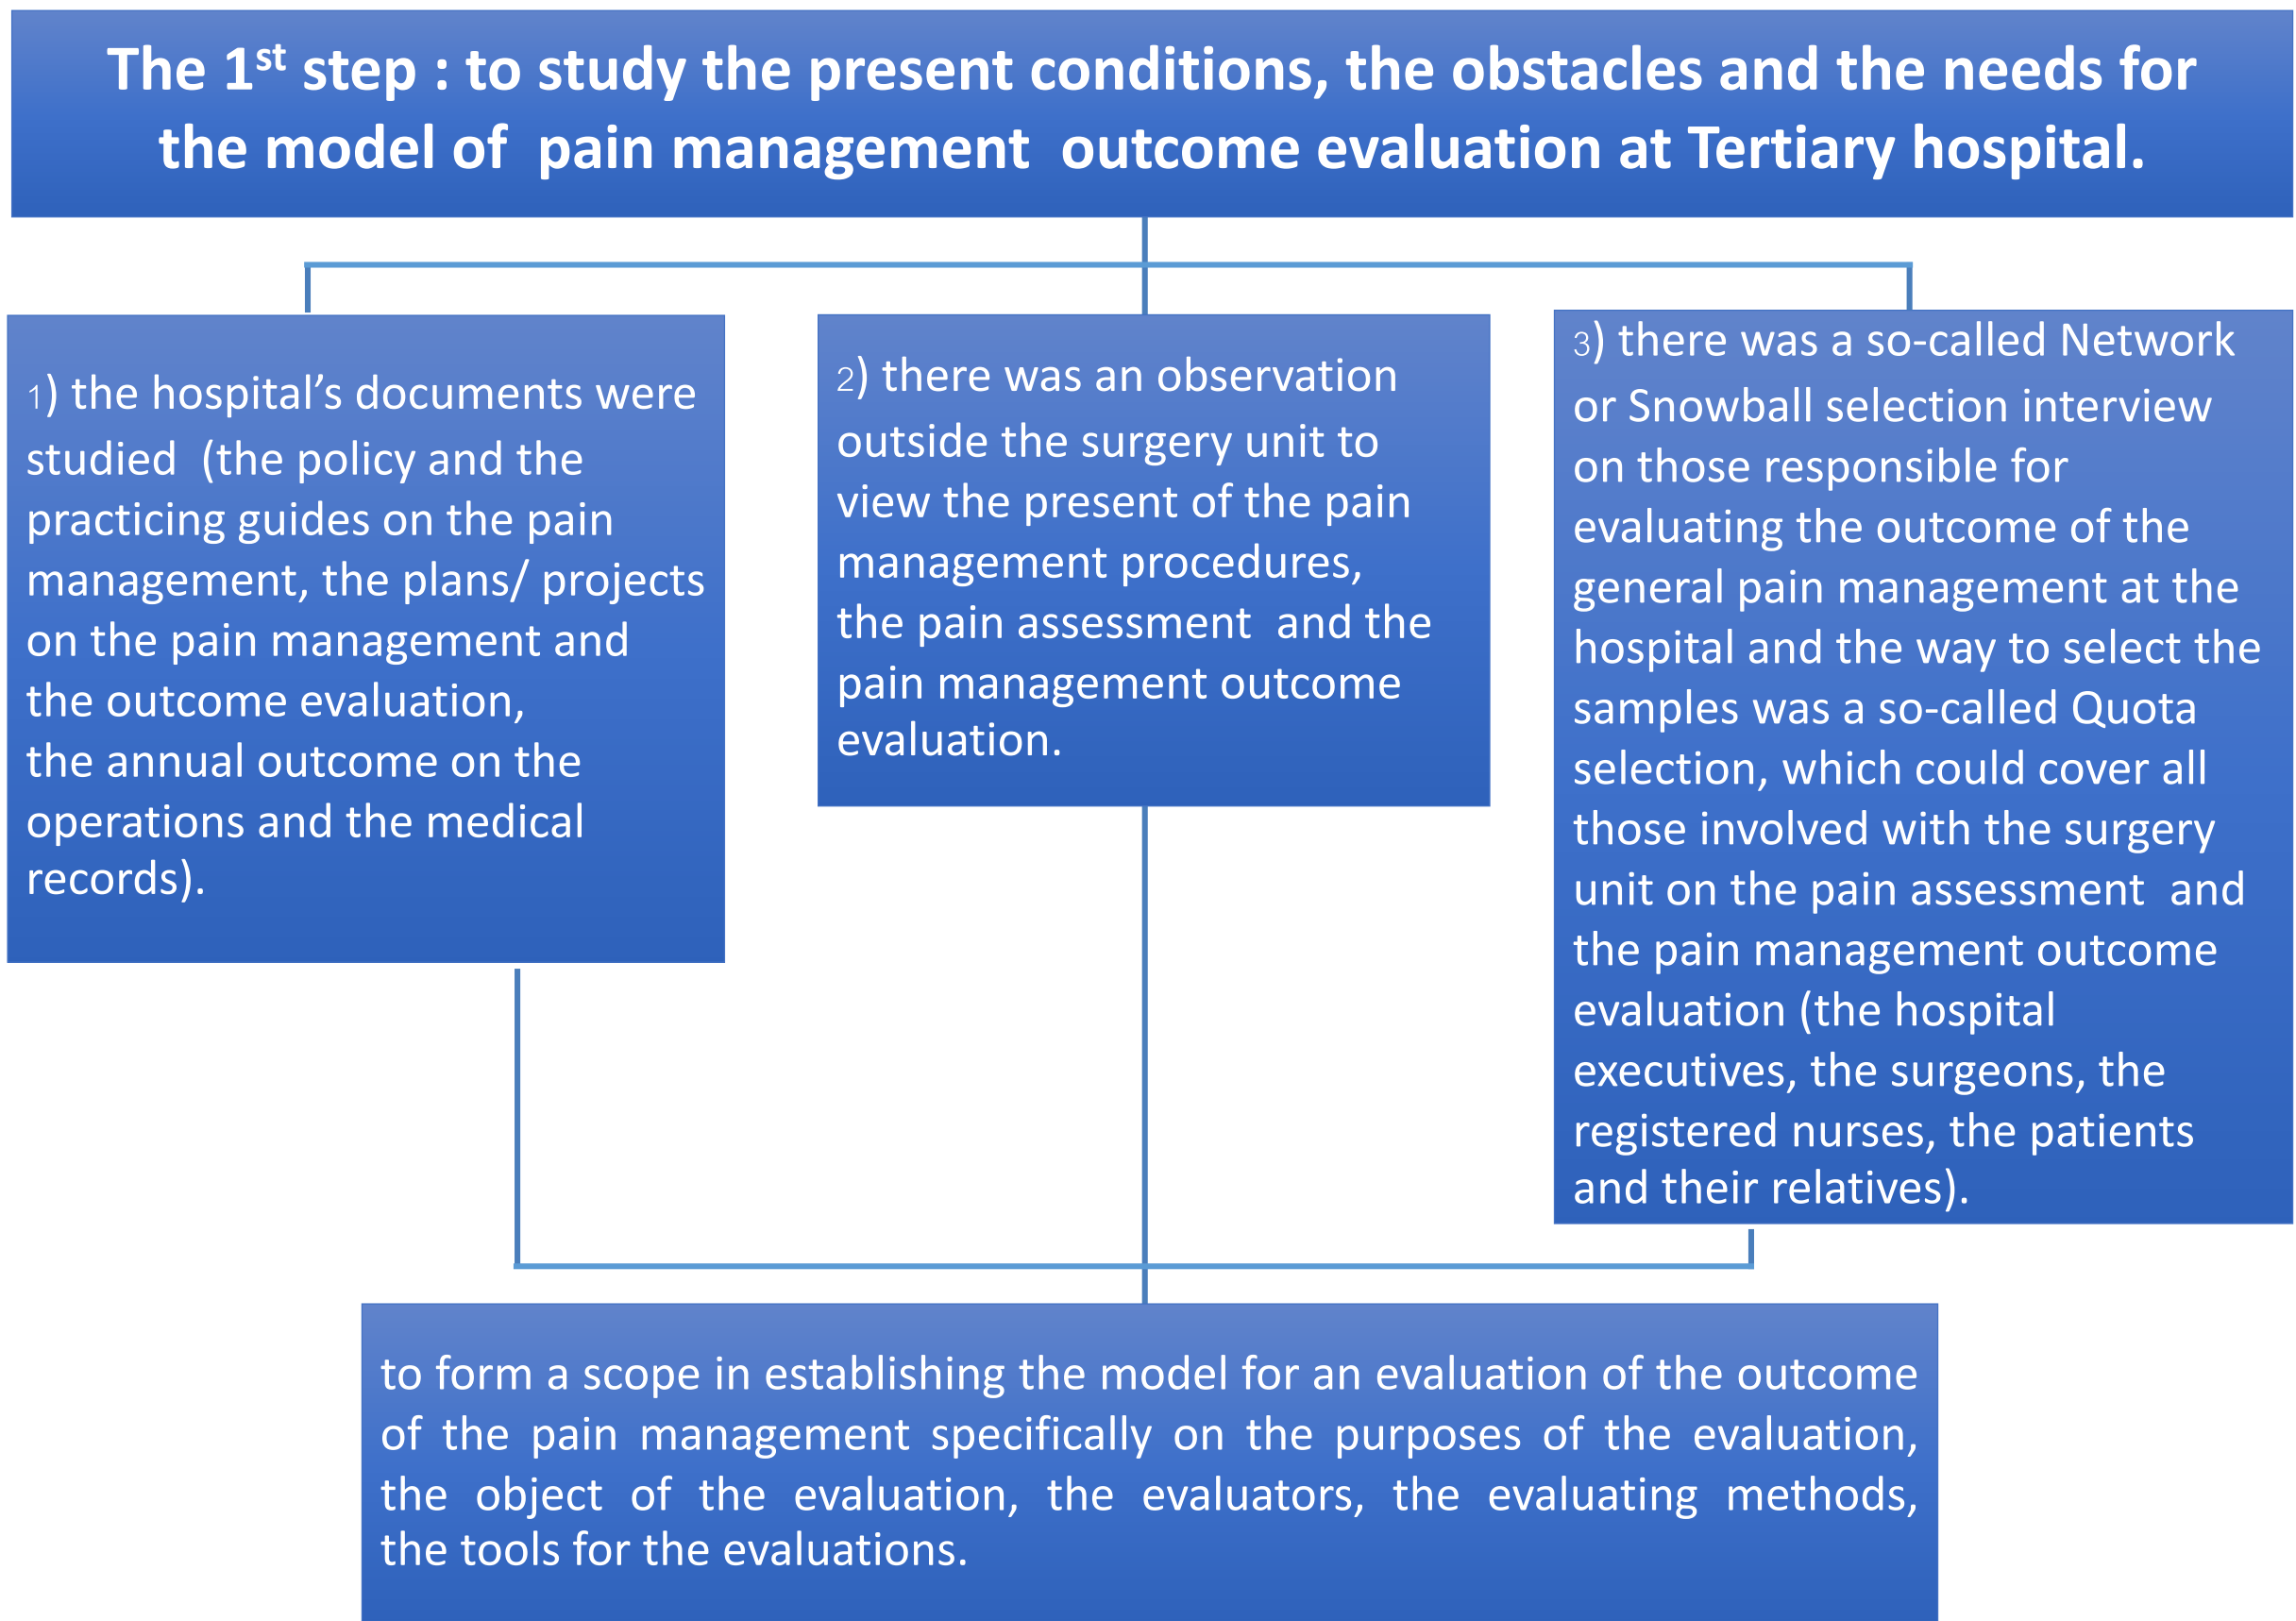 The 1st step : to study the present conditions, the obstacles and the needs for
the model of pain management outcome evaluation at Tertiary hospital.
1) the hospital’s documents were
studied (the policy and the
practicing guides on the pain
management, the plans/ projects
on the pain management and
the outcome evaluation,
the annual outcome on the
operations and the medical
records).
2) there was an observation
outside the surgery unit to
view the present of the pain
management procedures,
the pain assessment and the
pain management outcome
evaluation.
3) there was a so-called Network
or Snowball selection interview
on those responsible for
evaluating the outcome of the
general pain management at the
hospital and the way to select the
samples was a so-called Quota
selection, which could cover all
those involved with the surgery
unit on the pain assessment and
the pain management outcome
evaluation (the hospital
executives, the surgeons, the
registered nurses, the patients
and their relatives).
to form a scope in establishing the model for an evaluation of the outcome
of the pain management specifically on the purposes of the evaluation,
the object of the evaluation, the evaluators, the evaluating methods,
the tools for the evaluations.